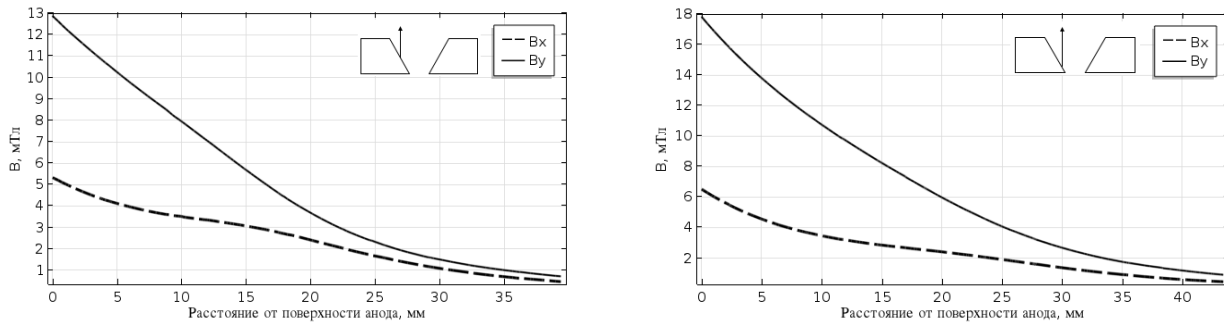 13
12
11
10
9
8
7
6
5
4
3
2
1
В, мТл
Bx
By
0 5 10 15 20 25 30 35
Расстояние от поверхности анода, мм
18
16
14
12
10
8
6
4
2
В, мТл
Bx
By
0 5 10 15 20 25 30 35 40
Расстояние от поверхности анода, мм